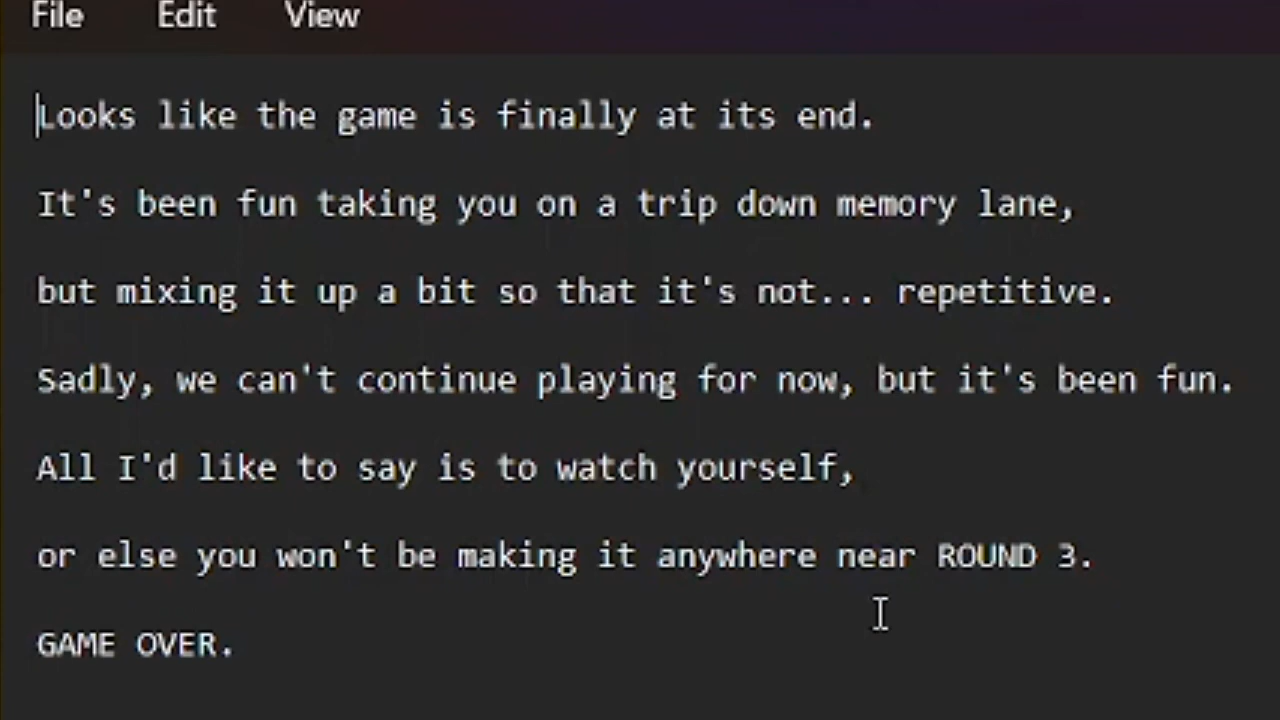 File Edit View
Looks like the game is finally at its end.
It's been fun taking you on a trip down memory lane,
but mixing it up a bit so that it's not... repetitive.
Sadly, we can't continue playing for now, but it's been fun.
All I'd like to say is to watch yourself,
or else you won't be making it anywhere near ROUND 3.
GAME OVER.